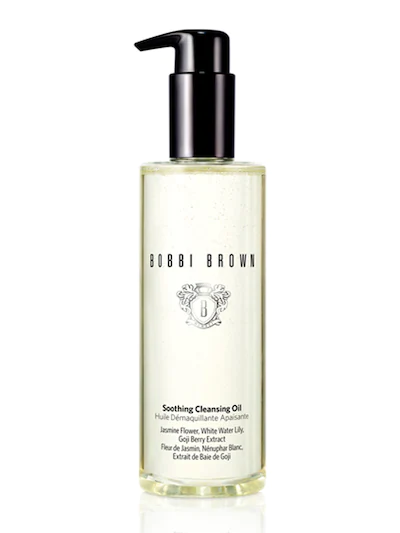 BOBBI BROWN
B
Soothing Cleansing Oil
Huile Démaquillante Apaisante
Jasmine Flower, White Water Lily,
Goji Berry Extract
Fleur de Jasmin, Nénuphar Blanc,
Extrait de Baie de Goji